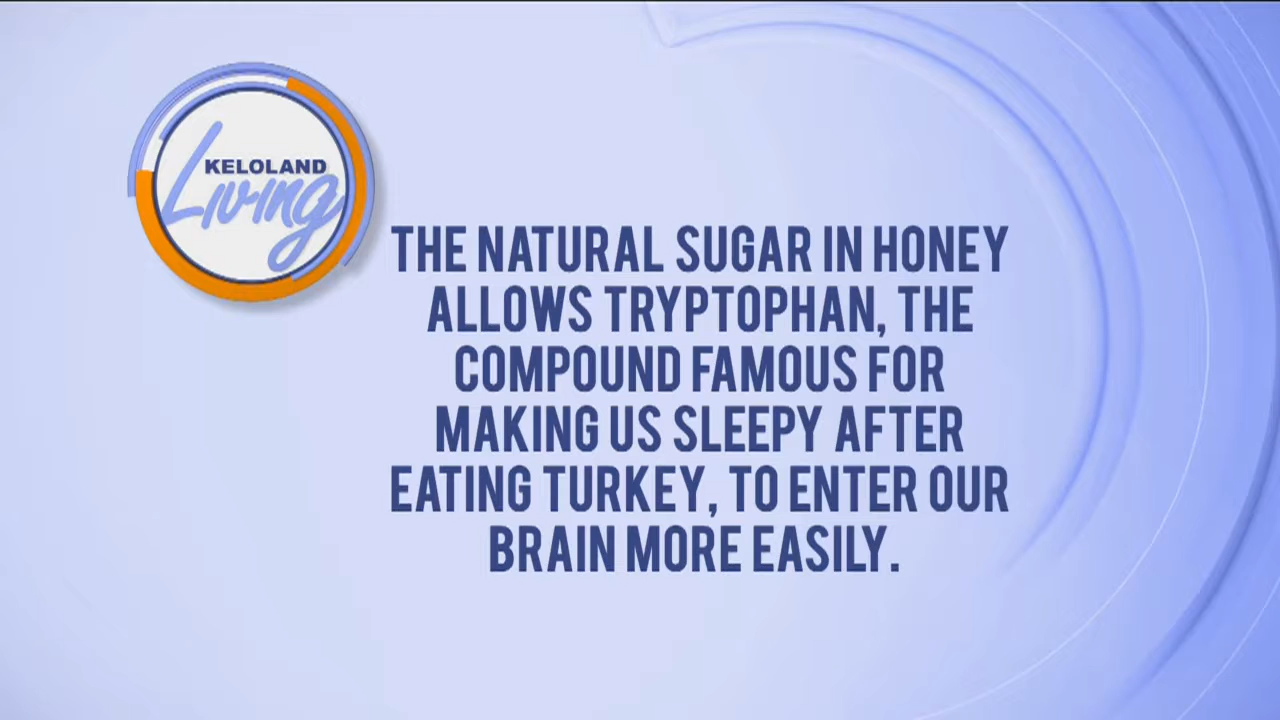 KELOLAND
Living
THE NATURAL SUGAR IN HONEY
ALLOWS TRYPTOPHAN, THE
COMPOUND FAMOUS FOR
MAKING US SLEEPY AFTER
EATING TURKEY, TO ENTER OUR
BRAIN MORE EASILY.